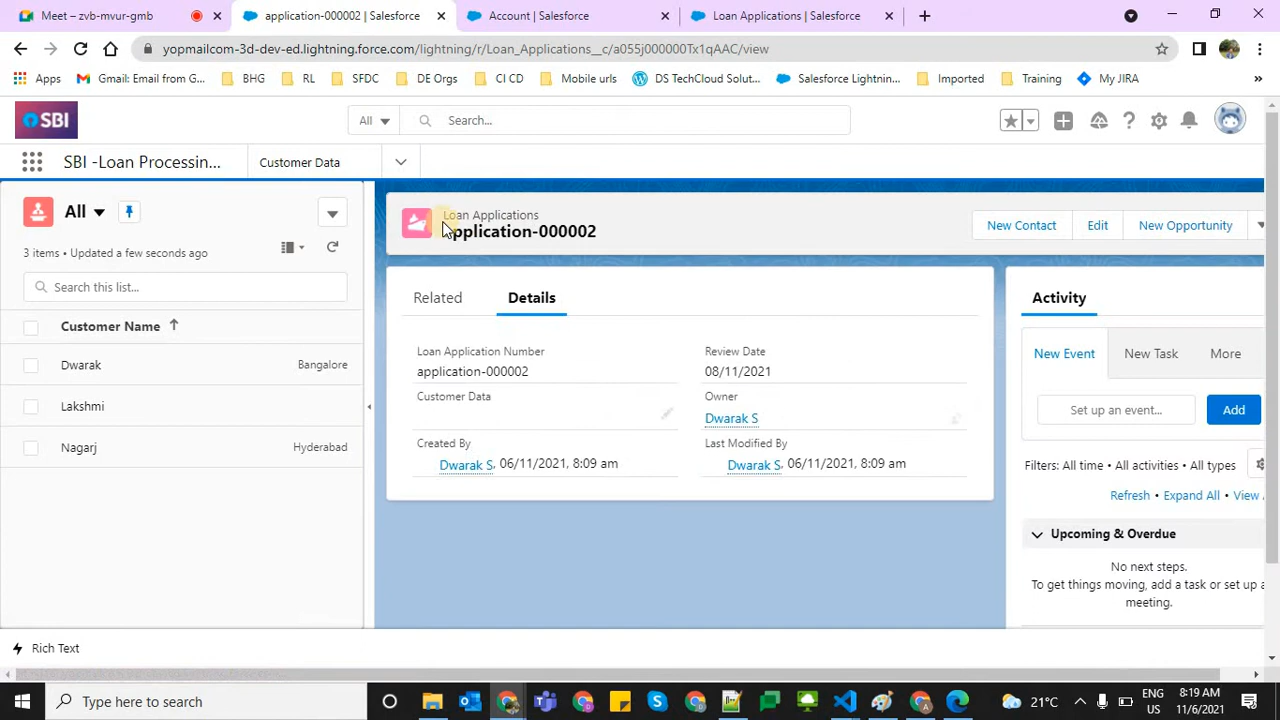 Meet – zvb-mvur-gmb
application-000002 | Salesforce
Account | Salesforce
Loan Applications | Salesforce
yopmailcom-3d-dev-ed.lightning.force.com/lightning/r/Loan_Applications__c/a055j000000Tx1qAAC/view
Apps
Gmail: Email from G...
BHG
RL
SFDC
DE Orgs
CI CD
Mobile urls
DS TechCloud Solut...
Salesforce Lightnin...
Imported
Training
My JIRA
»
SBI
All
Search...
SBI -Loan Processin...
Customer Data
All
3 items • Updated a few seconds ago
Search this list...
Customer Name
Dwarak Bangalore
Lakshmi
Nagarj Hyderabad
Loan Applications
application-000002
New Contact
Edit
New Opportunity
Related
Details
Loan Application Number
application-000002
Review Date
08/11/2021
Customer Data
Owner
Dwarak S
Created By
Dwarak S, 06/11/2021, 8:09 am
Last Modified By
Dwarak S, 06/11/2021, 8:09 am
Activity
New Event
New Task
More
Set up an event...
Add
Filters: All time • All activities • All types
Refresh • Expand All • View
Upcoming & Overdue
No next steps.
To get things moving, add a task or set up a
meeting.
Rich Text
Type here to search
21°C
ENG
US
8:19 AM
11/6/2021